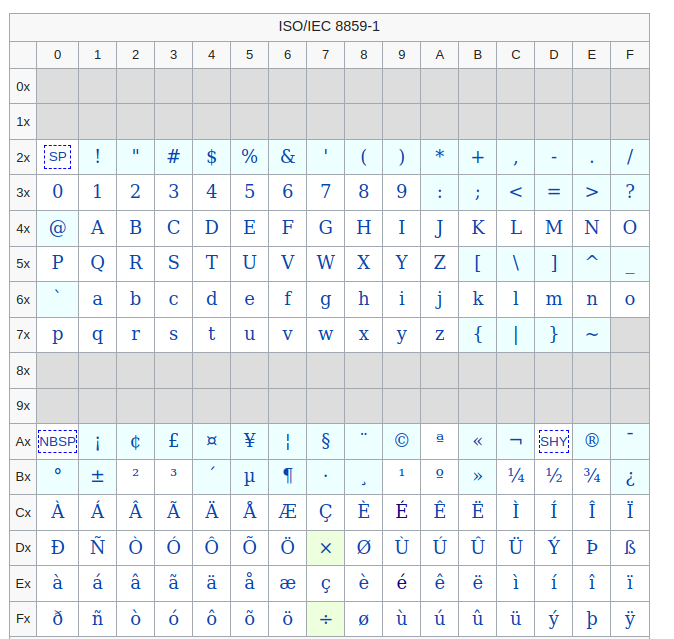 ISO/IEC 8859-1
0 1 2 3 4 5 6 7 8 9 A B C D E F
0x
1x
2x SP ! " # $ % & ' ( ) * + , - . /
3x 0 1 2 3 4 5 6 7 8 9 : ; < = > ?
4x @ A B C D E F G H I J K L M N O
5x P Q R S T U V W X Y Z [ \ ] ^ _
6x ` a b c d e f g h i j k l m n o
7x p q r s t u v w x y z { | } ~
8x
9x
Ax NBSP ¡ ¢ £ ¤ ¥ ¦ § ¨ © ª « ¬ SHY ® ¯
Bx ° ± ² ³ ´ µ ¶ · ¸ ¹ º » ¼ ½ ¾ ¿
Cx À Á Â Ã Ä Å Æ Ç È É Ê Ë Ì Í Î Ï
Dx Ð Ñ Ò Ó Ô Õ Ö × Ø Ù Ú Û Ü Ý Þ ß
Ex à á â ã ä å æ ç è é ê ë ì í î ï
Fx ð ñ ò ó ô õ ö ÷ ø ù ú û ü ý þ ÿ